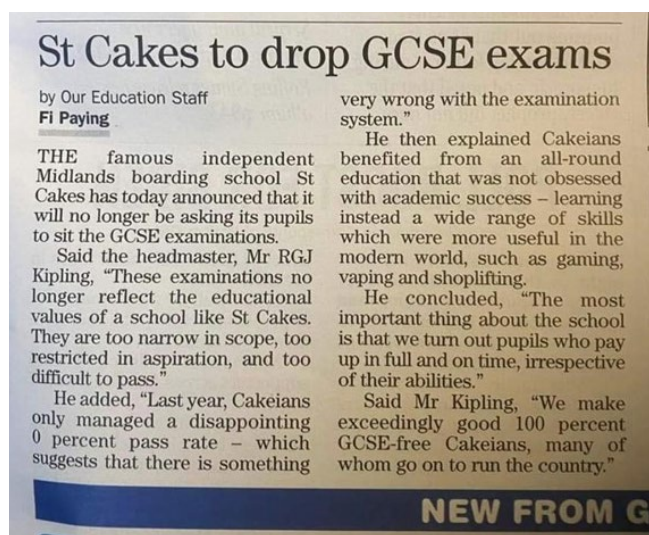 St Cakes to drop GCSE exams
by Our Education Staff
Fi Paying
THE famous independent
Midlands boarding school St
Cakes has today announced that it
will no longer be asking its pupils
to sit the GCSE examinations.
Said the headmaster, Mr RGJ
Kipling, “These examinations no
longer reflect the educational
values of a school like St Cakes.
They are too narrow in scope, too
restricted in aspiration, and too
difficult to pass.”
He added, “Last year, Cakeians
only managed a disappointing
0 percent pass rate – which
suggests that there is something
very wrong with the examination
system.”
He then explained Cakeians
benefited from an all-round
education that was not obsessed
with academic success – learning
instead a wide range of skills
which were more useful in the
modern world, such as gaming,
vaping and shoplifting.
He concluded, “The most
important thing about the school
is that we turn out pupils who pay
up in full and on time, irrespective
of their abilities.”
Said Mr Kipling, “We make
exceedingly good 100 percent
GCSE-free Cakeians, many of
whom go on to run the country.”
NEW FROM G